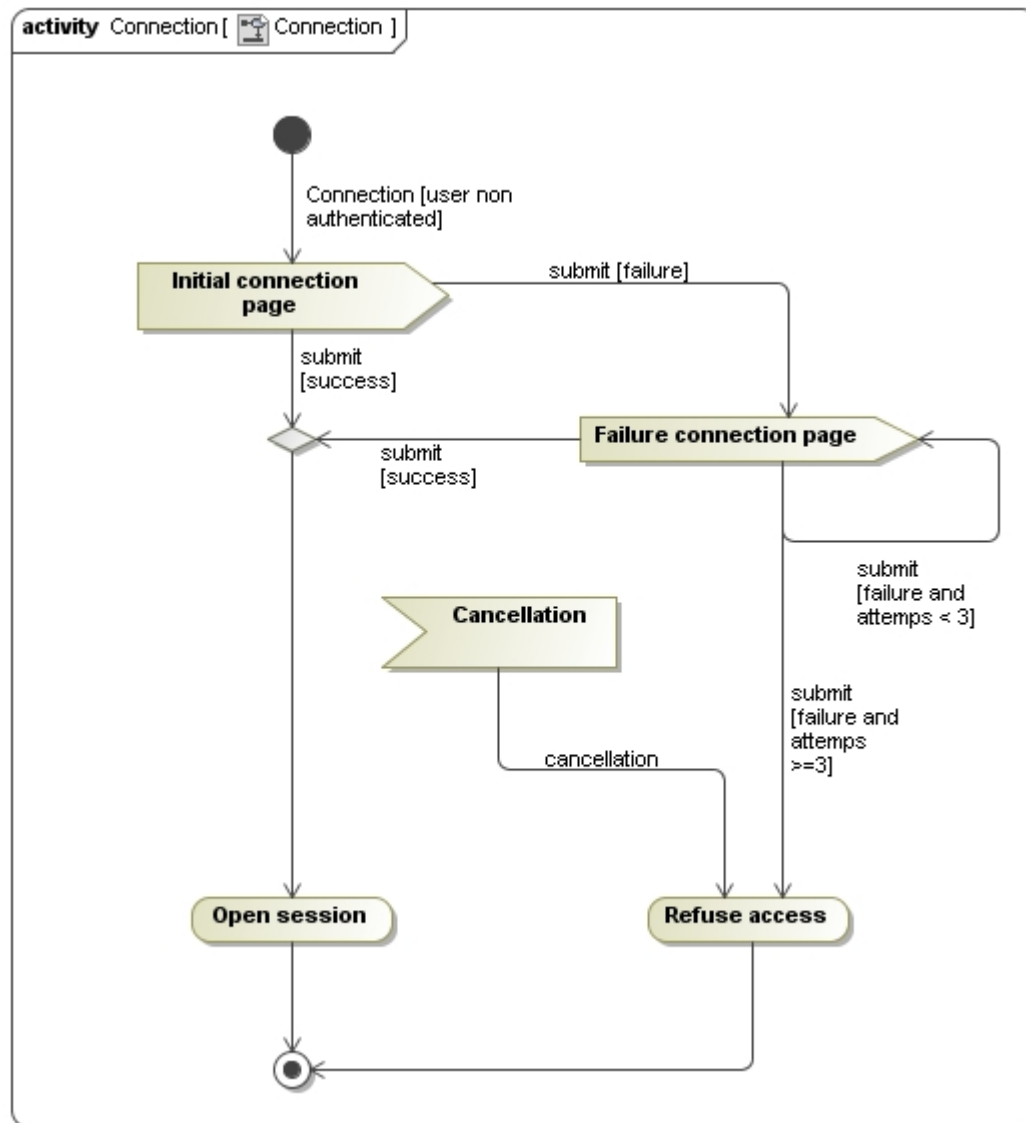 activity Connection [ Connection ]
Connection [user non
authenticated]
Initial connection
page
submit [failure]
submit
[success]
Failure connection page
submit
[success]
submit
[failure and
attemps < 3]
Cancellation
submit
[failure and
attemps
>=3]
cancellation
Open session
Refuse access